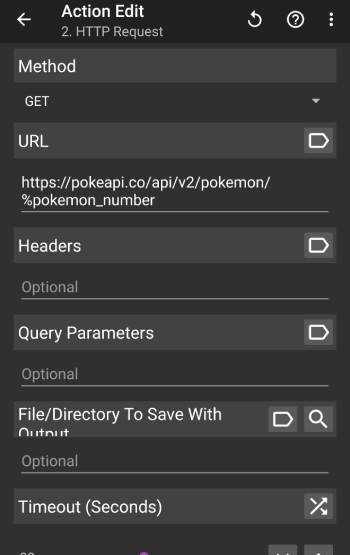 Action Edit
2. HTTP Request
Method
GET
URL
https://pokeapi.co/api/v2/pokemon/
%pokemon_number
Headers
Optional
Query Parameters
Optional
File/Directory To Save With
Output
Optional
Timeout (Seconds)